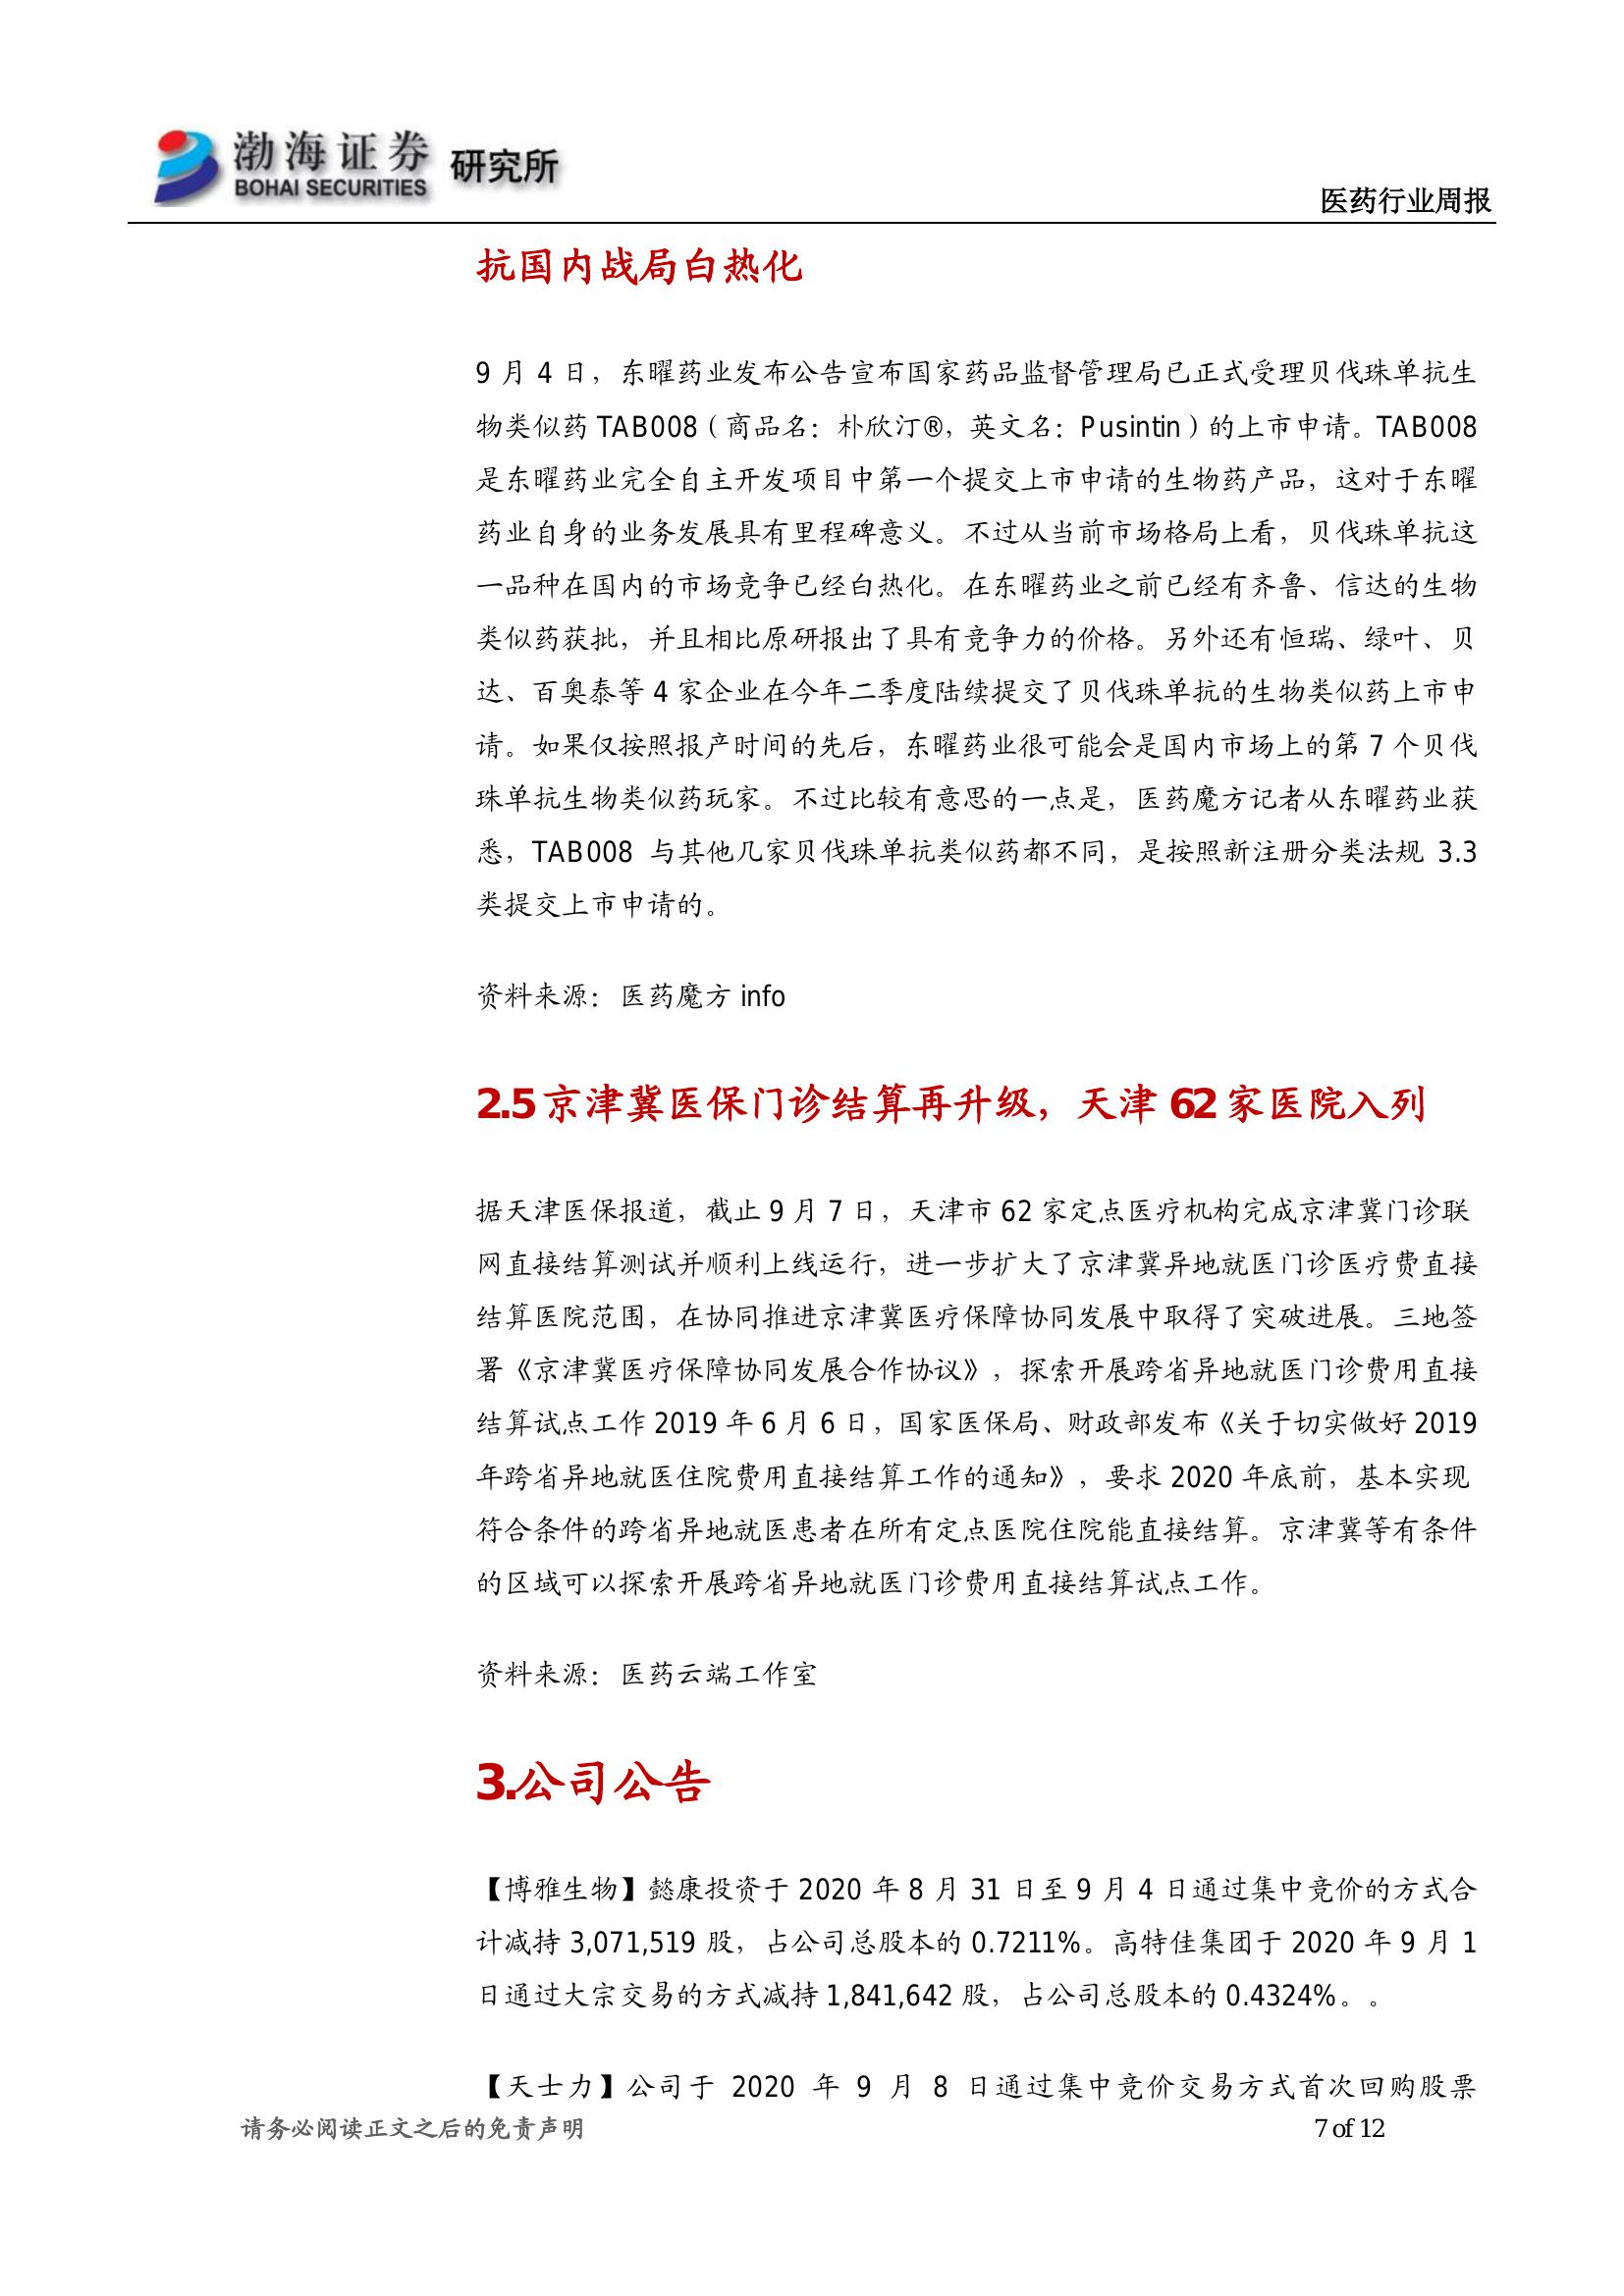 渤海证券
BOHAI SECURITIES
研究所
医药行业周报
抗国内战局白热化
9 月 4 日，东曜药业发布公告宣布国家药品监督管理局已正式受理贝伐珠单抗生
物类似药 TAB008（商品名：朴欣汀®，英文名：Pusintin）的上市申请。TAB008
是东曜药业完全自主开发项目中第一个提交上市申请的生物药产品，这对于东曜
药业自身的业务发展具有里程碑意义。不过从当前市场格局上看，贝伐珠单抗这
一品种在国内的市场竞争已经白热化。在东曜药业之前已经有齐鲁、信达的生物
类似药获批，并且相比原研报出了具有竞争力的价格。另外还有恒瑞、绿叶、贝
达、百奥泰等 4 家企业在今年二季度陆续提交了贝伐珠单抗的生物类似药上市申
请。如果仅按照报产时间的先后，东曜药业很可能会是国内市场上的第 7 个贝伐
珠单抗生物类似药玩家。不过比较有意思的一点是，医药魔方记者从东曜药业获
悉，TAB008 与其他几家贝伐珠单抗类似药都不同，是按照新注册分类法规 3.3
类提交上市申请的。
资料来源：医药魔方 info
2.5 京津冀医保门诊结算再升级，天津 62 家医院入列
据天津医保报道，截止 9 月 7 日，天津市 62 家定点医疗机构完成京津冀门诊联
网直接结算测试并顺利上线运行，进一步扩大了京津冀异地就医门诊医疗费直接
结算医院范围，在协同推进京津冀医疗保障协同发展中取得了突破进展。三地签
署《京津冀医疗保障协同发展合作协议》，探索开展跨省异地就医门诊费用直接
结算试点工作 2019 年 6 月 6 日，国家医保局、财政部发布《关于切实做好 2019
年跨省异地就医住院费用直接结算工作的通知》，要求 2020 年底前，基本实现
符合条件的跨省异地就医患者在所有定点医院住院能直接结算。京津冀等有条件
的区域可以探索开展跨省异地就医门诊费用直接结算试点工作。
资料来源：医药云端工作室
3.公司公告
【博雅生物】懿康投资于 2020 年 8 月 31 日至 9 月 4 日通过集中竞价的方式合
计减持 3,071,519 股，占公司总股本的 0.7211%。高特佳集团于 2020 年 9 月 1
日通过大宗交易的方式减持 1,841,642 股，占公司总股本的 0.4324%。。
【天士力】公司于 2020 年 9 月 8 日通过集中竞价交易方式首次回购股票
请务必阅读正文之后的免责声明
7 of 12